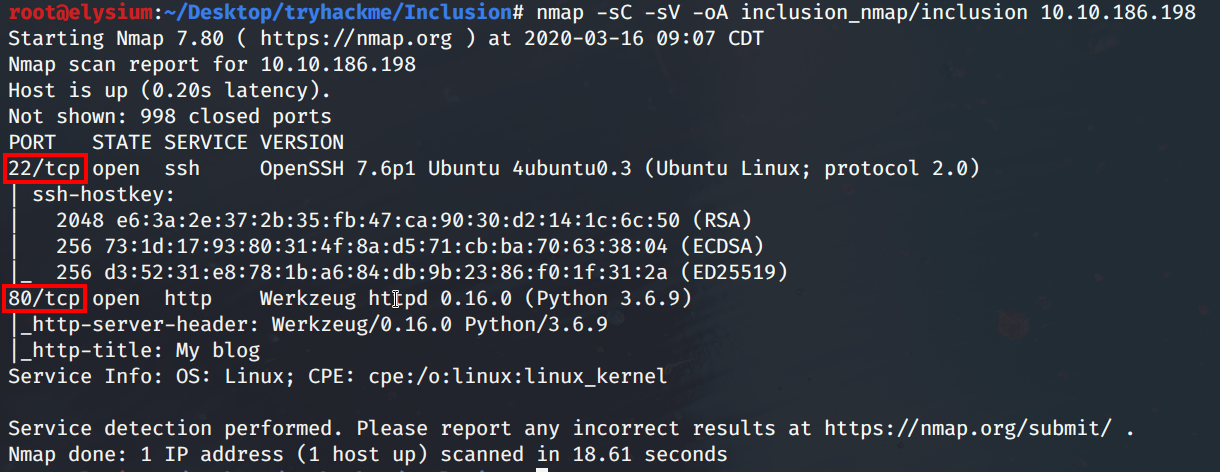 root@elysium:~/Desktop/tryhackme/Inclusion# nmap -sC -sV -oA inclusion_nmap/inclusion 10.10.186.198
Starting Nmap 7.80 ( https://nmap.org ) at 2020-03-16 09:07 CDT
Nmap scan report for 10.10.186.198
Host is up (0.20s latency).
Not shown: 998 closed ports
PORT   STATE SERVICE VERSION
22/tcp open  ssh     OpenSSH 7.6p1 Ubuntu 4ubuntu0.3 (Ubuntu Linux; protocol 2.0)
| ssh-hostkey:
|   2048 e6:3a:2e:37:2b:35:fb:47:ca:90:30:d2:14:1c:6c:50 (RSA)
|   256 73:1d:17:93:80:31:4f:8a:d5:71:cb:ba:70:63:38:04 (ECDSA)
|_  256 d3:52:31:e8:78:1b:a6:84:db:9b:23:86:f0:1f:31:2a (ED25519)
80/tcp open  http    Werkzeug httpd 0.16.0 (Python 3.6.9)
|_http-server-header: Werkzeug/0.16.0 Python/3.6.9
|_http-title: My blog
Service Info: OS: Linux; CPE: cpe:/o:linux:linux_kernel

Service detection performed. Please report any incorrect results at https://nmap.org/submit/ .
Nmap done: 1 IP address (1 host up) scanned in 18.61 seconds